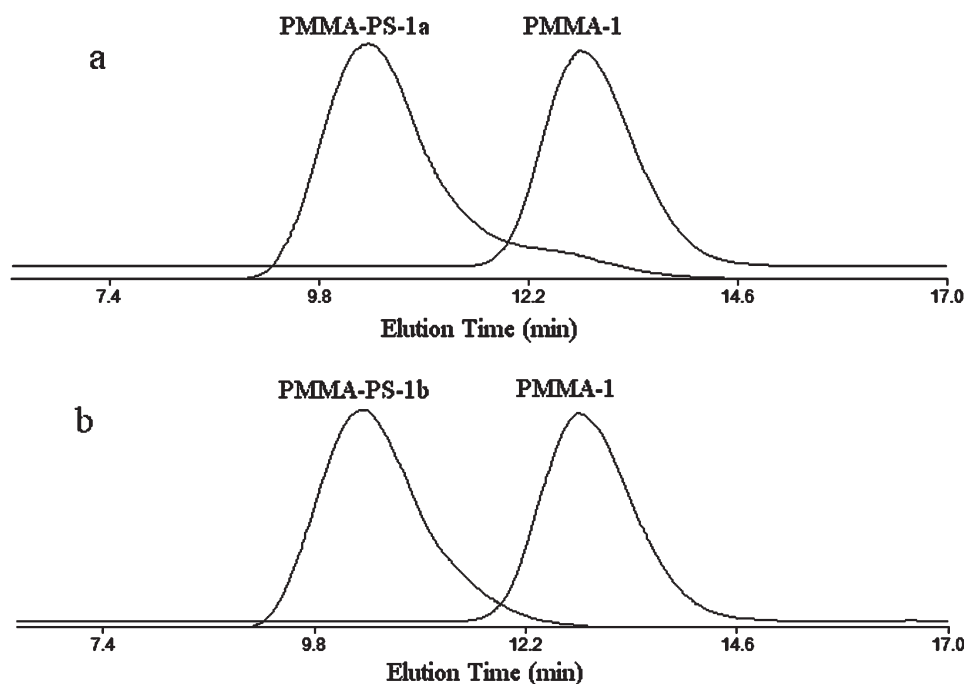 a
PMMA-PS-1a PMMA-1
7.4 9.8 12.2 14.6 17.0
Elution Time (min)
b
PMMA-PS-1b PMMA-1
7.4 9.8 12.2 14.6 17.0
Elution Time (min)